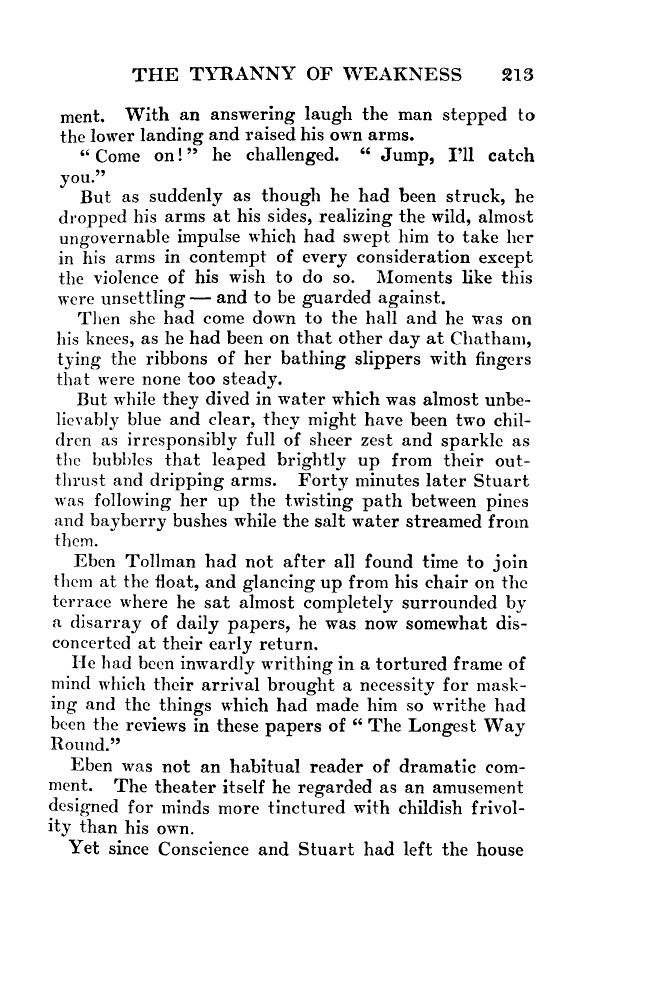 THE TYRANNY OF WEAKNESS 213
ment. With an answering laugh the man stepped to
the lower landing and raised his own arms.
“ Come on! ” he challenged. “ Jump, I’ll catch
you.”
But as suddenly as though he had been struck, he
dropped his arms at his sides, realizing the wild, almost
ungovernable impulse which had swept him to take her
in his arms in contempt of every consideration except
the violence of his wish to do so. Moments like this
were unsettling — and to be guarded against.
Then she had come down to the hall and he was on
his knees, as he had been on that other day at Chatham,
tying the ribbons of her bathing slippers with fingers
that were none too steady.
But while they dived in water which was almost unbe-
lievably blue and clear, they might have been two chil-
dren as irresponsibly full of sheer zest and sparkle as
the bubbles that leaped brightly up from their out-
thrust and dripping arms. Forty minutes later Stuart
was following her up the twisting path between pines
and bayberry bushes while the salt water streamed from
them.
Eben Tollman had not after all found time to join
them at the float, and glancing up from his chair on the
terrace where he sat almost completely surrounded by
a disarray of daily papers, he was now somewhat dis-
concerted at their early return.
He had been inwardly writhing in a tortured frame of
mind which their arrival brought a necessity for mask-
ing and the things which had made him so writhe had
been the reviews in these papers of “ The Longest Way
Round.”
Eben was not an habitual reader of dramatic com-
ment. The theater itself he regarded as an amusement
designed for minds more tinctured with childish frivol-
ity than his own.
Yet since Conscience and Stuart had left the house